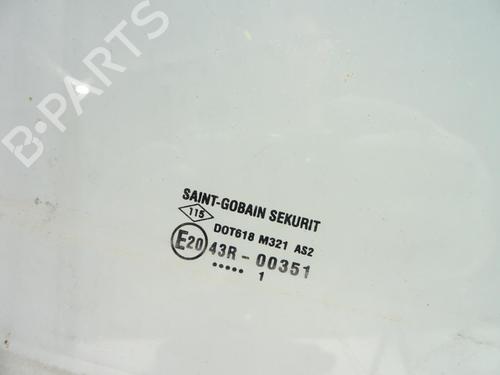 B-PARTS
SAINT-GOBAIN SEKURIT
115
DOT618 M321 AS2
E20 43R-00351
..... 1